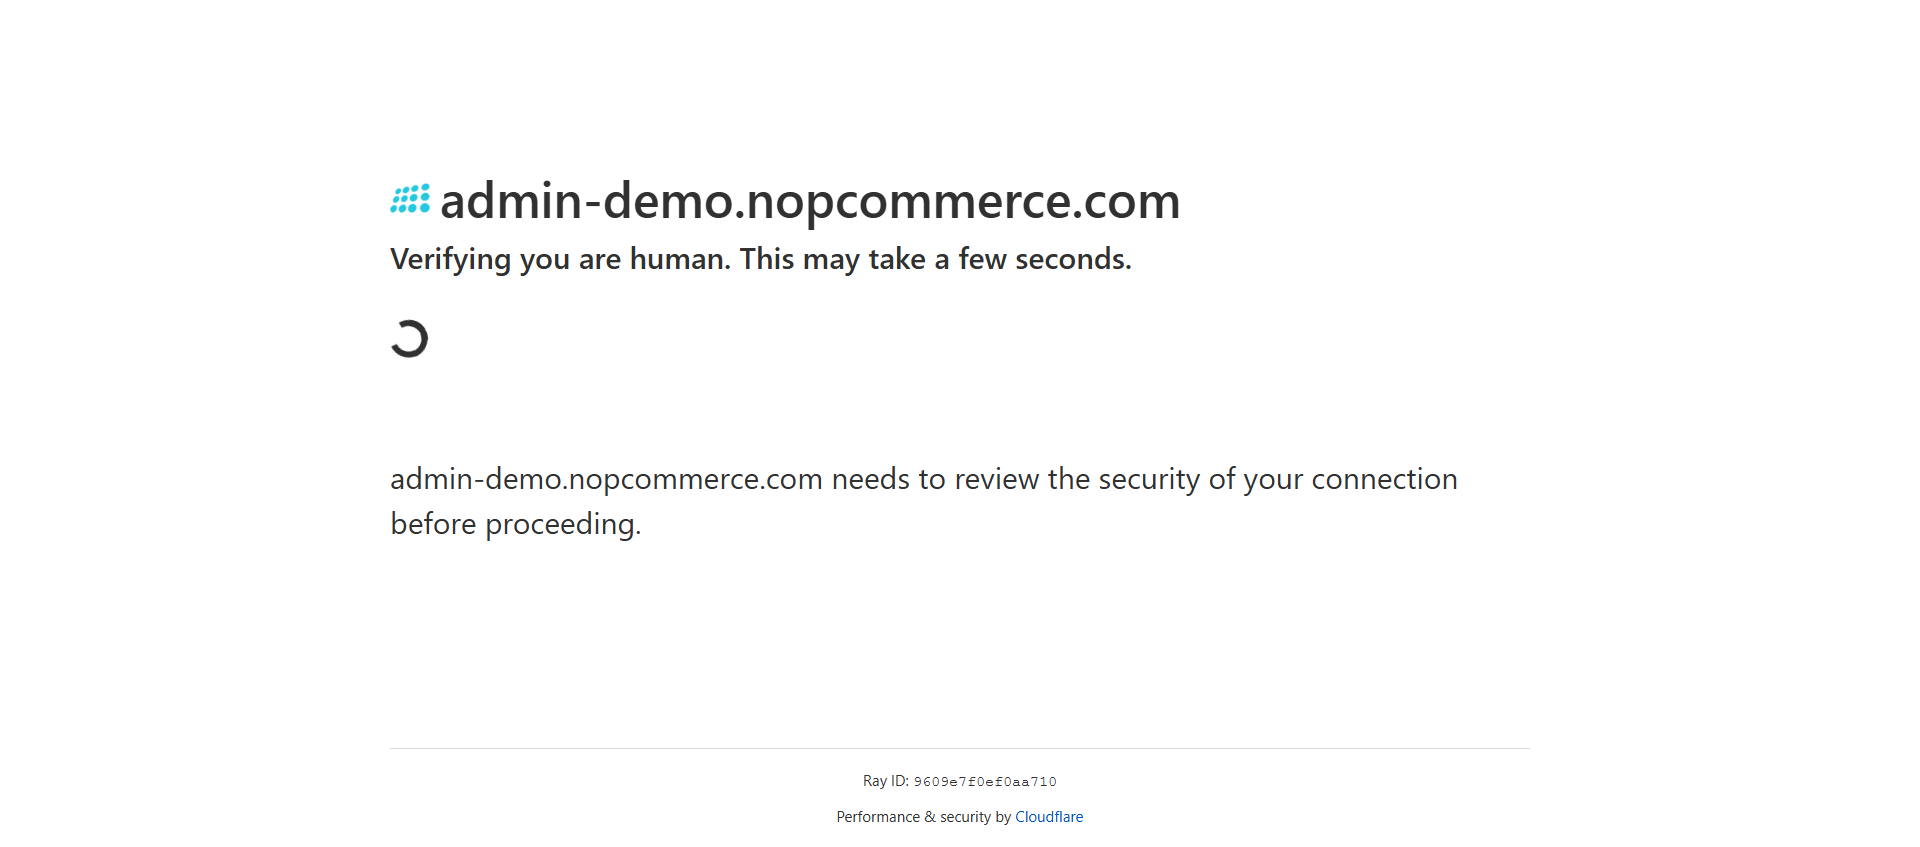 admin-demo.nopcommerce.com
Verifying you are human. This may take a few seconds.
admin-demo.nopcommerce.com needs to review the security of your connection
before proceeding.
Ray ID: 9609e7f0ef0aa710
Performance & security by Cloudflare